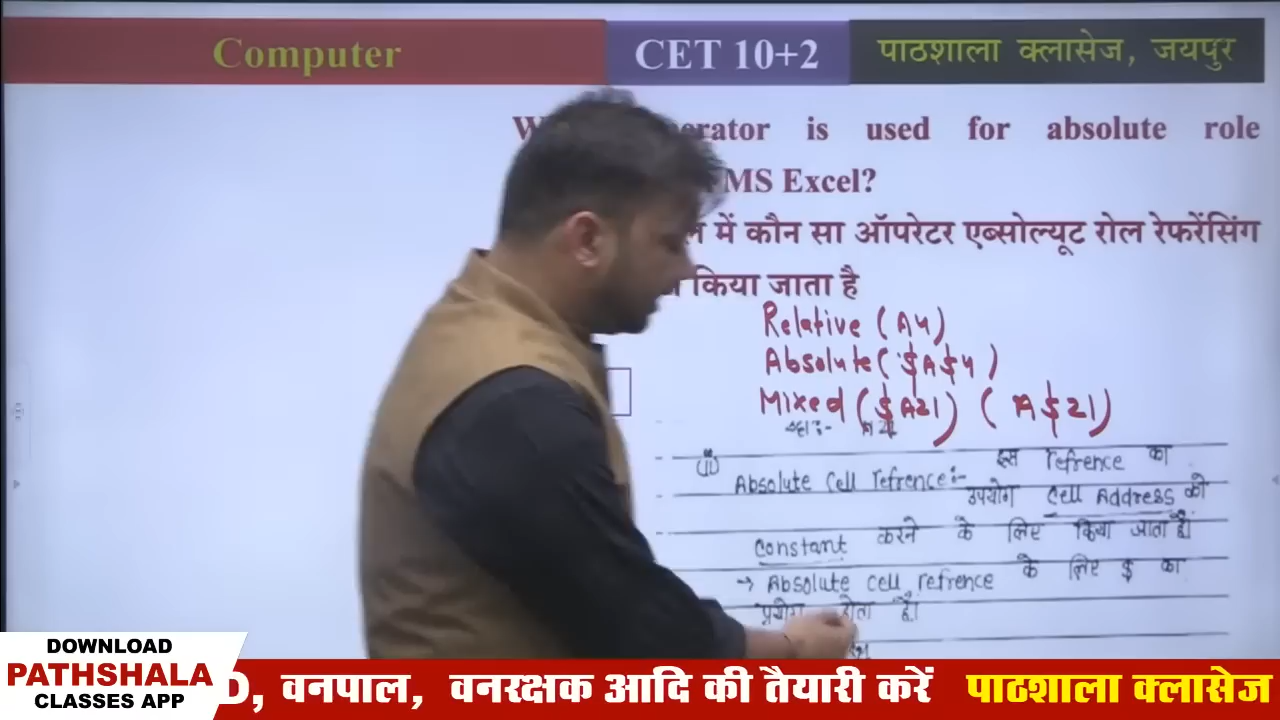 Computer
CET 10+2
पाठशाला क्लासेज, जयपुर
is used for absolute role
MS Excel?
में कौन सा ऑपरेटर एब्सोल्यूट रोल रेफरेंसिंग
किया जाता है
Relative (A4)
Absolute ($A$4)
Mixed ($A21) (A$21)
(ii) Absolute Cell refrence:- इस refrence का
उपयोग Cell Address को
Constant करने के लिए किया जाता है।
→ Absolute cell refrence के लिए $ का
प्रयोग होता है।
DOWNLOAD
PATHSHALA
CLASSES APP
D, वनपाल, वनरक्षक आदि की तैयारी करें पाठशाला क्लासेज